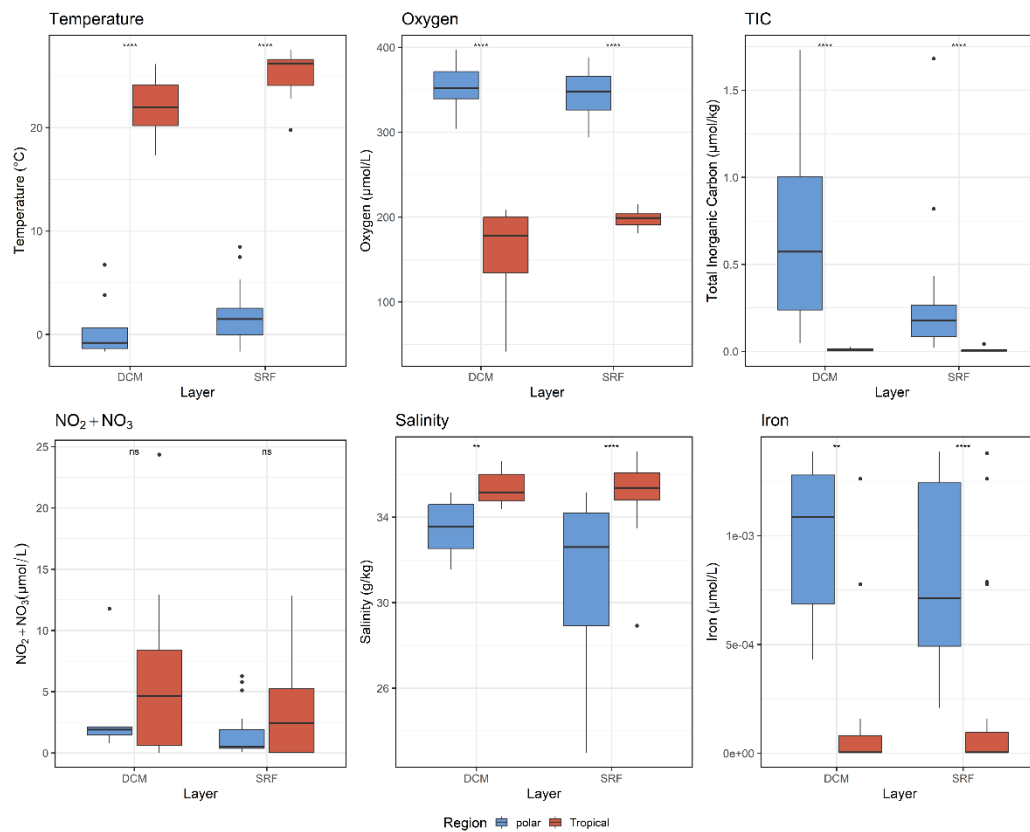 Temperature
Temperature (°C)
20
10
0
****
****
DCM
SRF
Layer
Oxygen
Oxygen (µmol/L)
400
300
200
100
****
****
DCM
SRF
Layer
TIC
Total Inorganic Carbon (µmol/kg)
1.5
1.0
0.5
0.0
****
****
DCM
SRF
Layer
NO₂ + NO₃
NO₂ + NO₃(µmol/L)
25
20
15
10
5
0
ns
ns
DCM
SRF
Layer
Salinity
Salinity (g/kg)
34
30
26
**
****
DCM
SRF
Layer
Iron
Iron (µmol/L)
1e-03
5e-04
0e+00
**
****
DCM
SRF
Layer
Region polar Tropical